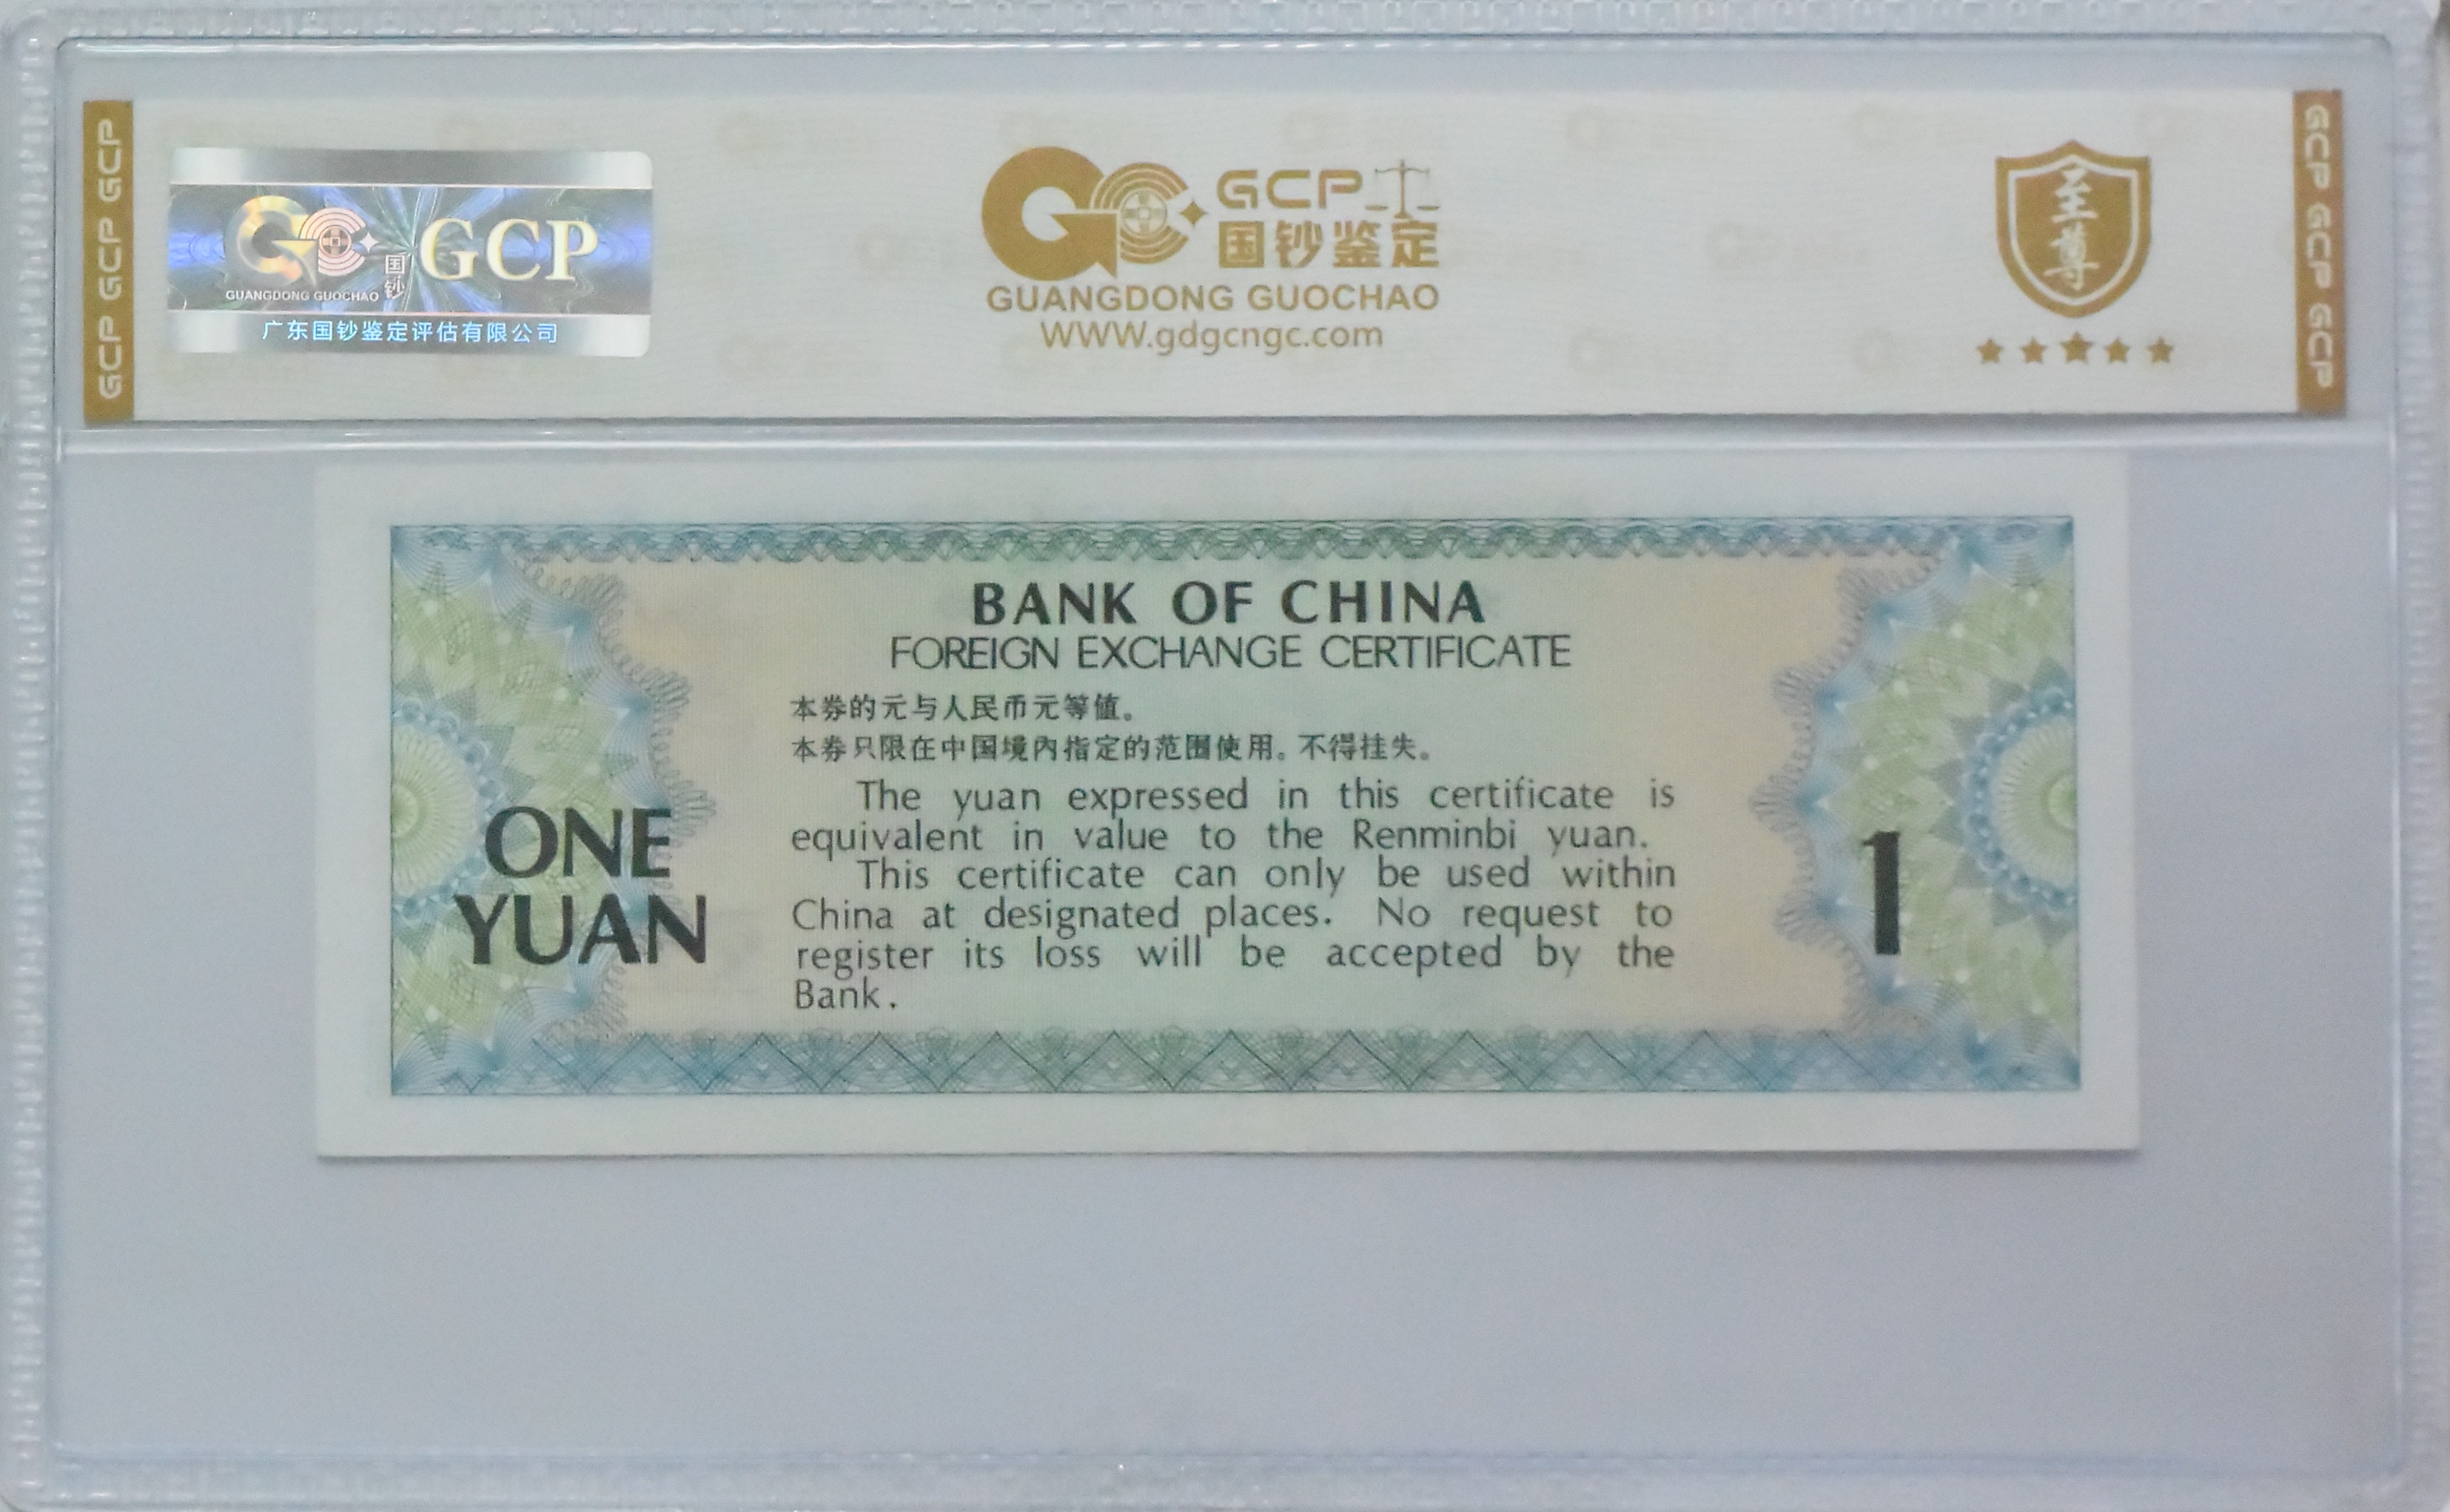 GCP GCP GCP
国钞
GCP
GUANGDONG GUOCHAO
广东国钞鉴定评估有限公司
GCP
国钞鉴定
GUANGDONG GUOCHAO
WWW.gdgcngc.com
至尊
GCP GCP GCP
BANK OF CHINA
FOREIGN EXCHANGE CERTIFICATE
本券的元与人民币元等值。
本券只限在中国境内指定的范围使用。不得挂失。
The yuan expressed in this certificate is
equivalent in value to the Renminbi yuan.
This certificate can only be used within
China at designated places. No request to
register its loss will be accepted by the
Bank.
ONE
YUAN
1